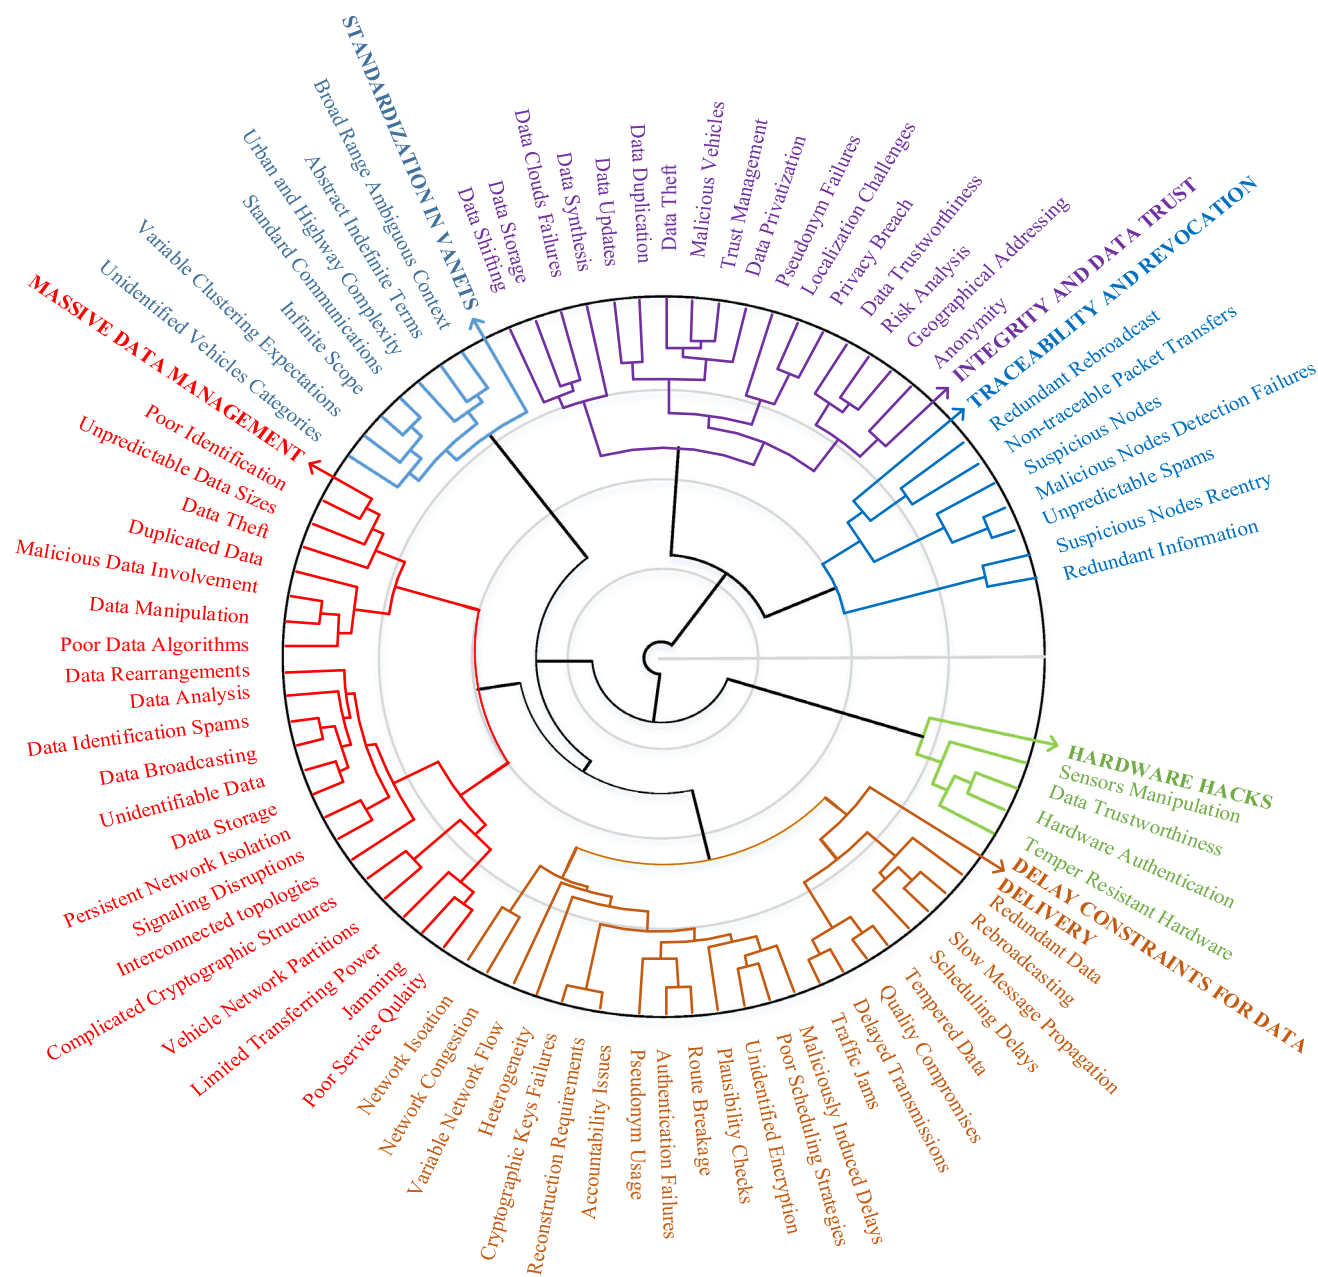 STANDARDIZATION IN VANETS
Broad Range Ambiguous Context
Abstract Indefinite Terms
Urban and Highway Complexity
Standard Communications
Infinite Scope
Variable Clustering Expectations
Unidentified Vehicles Categories
Data Shifting
Data Storage
Data Clouds Failures
Data Synthesis
Data Updates
Data Duplication
Data Theft
Malicious Vehicles
Trust Management
Data Privatization
Pseudonym Failures
Localization Challenges
Privacy Breach
Data Trustworthiness
Risk Analysis
Geographical Addressing
Anonymity
INTEGRITY AND DATA TRUST
TRACEABILITY AND REVOCATION
Redundant Rebroadcast
Non-traceable Packet Transfers
Suspicious Nodes
Malicious Nodes Detection Failures
Unpredictable Spams
Suspicious Nodes Reentry
Redundant Information
HARDWARE HACKS
Sensors Manipulation
Data Trustworthiness
Hardware Authentication
Temper Resistant Hardware
DELAY CONSTRAINTS FOR DATA
DELIVERY
Redundant Data
Rebroadcasting
Slow Message Propagation
Scheduling Delays
Tempered Data
Quality Compromises
Delayed Transmissions
Traffic Jams
Maliciously Induced Delays
Poor Scheduling Strategies
Unidentified Encryption
Plausibility Checks
Route Breakage
Authentication Failures
Pseudonym Usage
Accountability Issues
Reconstruction Requirements
Cryptographic Keys Failures
Heterogeneity
Variable Network Flow
Network Congestion
Network Isoation
MASSIVE DATA MANAGEMENT
Poor Identification
Unpredictable Data Sizes
Data Theft
Duplicated Data
Malicious Data Involvement
Data Manipulation
Poor Data Algorithms
Data Rearrangements
Data Analysis
Data Identification Spams
Data Broadcasting
Unidentifiable Data
Data Storage
Persistent Network Isolation
Signaling Disruptions
Interconnected topologies
Complicated Cryptographic Structures
Vehicle Network Partitions
Limited Transferring Power
Jamming
Poor Service Qulaity